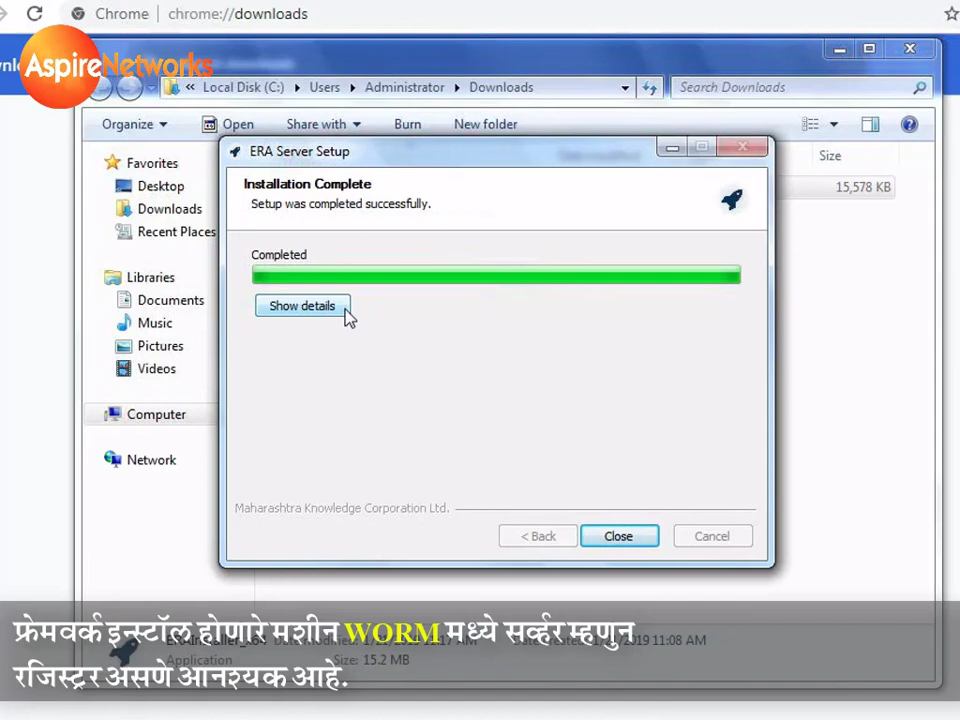 Chrome chrome://downloads
AspireNetworks
« Local Disk (C:) Users Administrator Downloads
Search Downloads
Organize Open Share with Burn New folder
Favorites
Desktop
Downloads
Recent Places
Libraries
Documents
Music
Pictures
Videos
Computer
Network
Size
15,578 KB
ERA Server Setup
Installation Complete
Setup was completed successfully.
Completed
Show details
Maharashtra Knowledge Corporation Ltd.
< Back Close Cancel
फ्रेमवर्क इन्स्टॉल होणारे मशीन WORM मध्ये सर्व्हर म्हणुन
रजिस्ट्रर असणे आनश्यक आहे.
2019 11:08 AM
Application Size: 15.2 MB